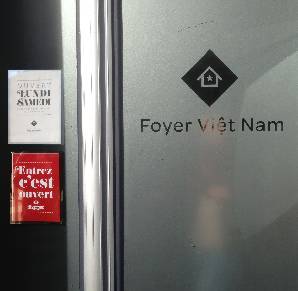 OUVERT
LUNDI
SAMEDI
Foyer Việt Nam
Entrez
c'est
ouvert